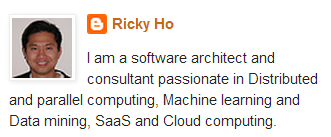 Ricky Ho
I am a software architect and
consultant passionate in Distributed
and parallel computing, Machine learning and
Data mining, SaaS and Cloud computing.